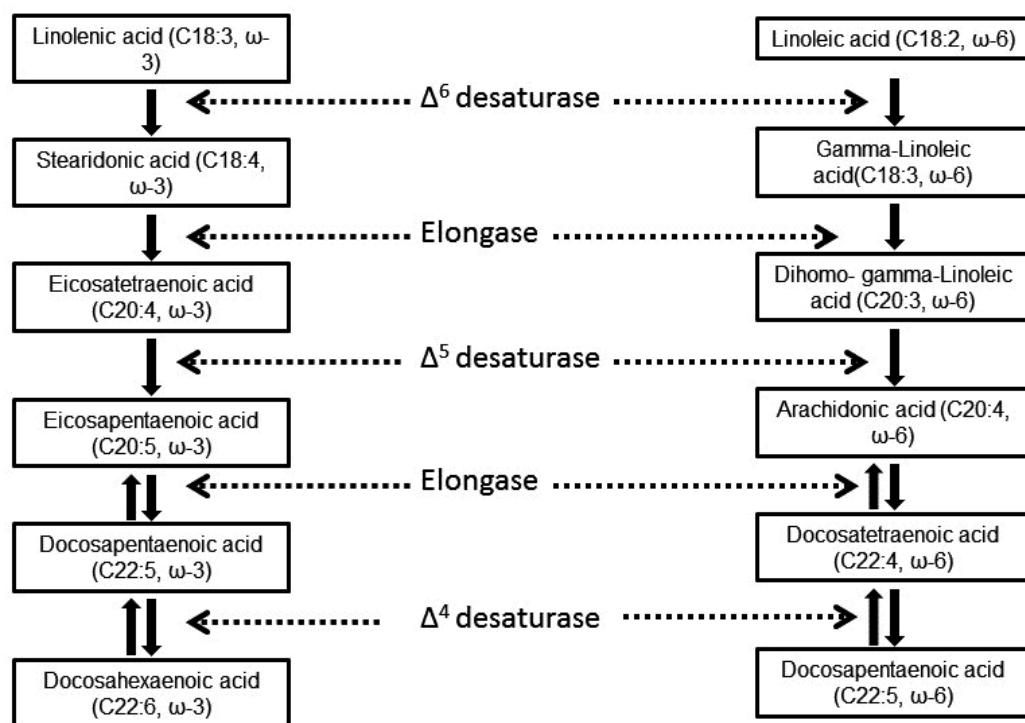 Linolenic acid (C18:3, ω-
3)
Linoleic acid (C18:2, ω-6)
Δ⁶ desaturase
Stearidonic acid (C18:4,
ω-3)
Gamma-Linoleic
acid(C18:3, ω-6)
Elongase
Eicosatetraenoic acid
(C20:4, ω-3)
Dihomo- gamma-Linoleic
acid (C20:3, ω-6)
Δ⁵ desaturase
Eicosapentaenoic acid
(C20:5, ω-3)
Arachidonic acid (C20:4,
ω-6)
Elongase
Docosapentaenoic acid
(C22:5, ω-3)
Docosatetraenoic acid
(C22:4, ω-6)
Δ⁴ desaturase
Docosahexaenoic acid
(C22:6, ω-3)
Docosapentaenoic acid
(C22:5, ω-6)